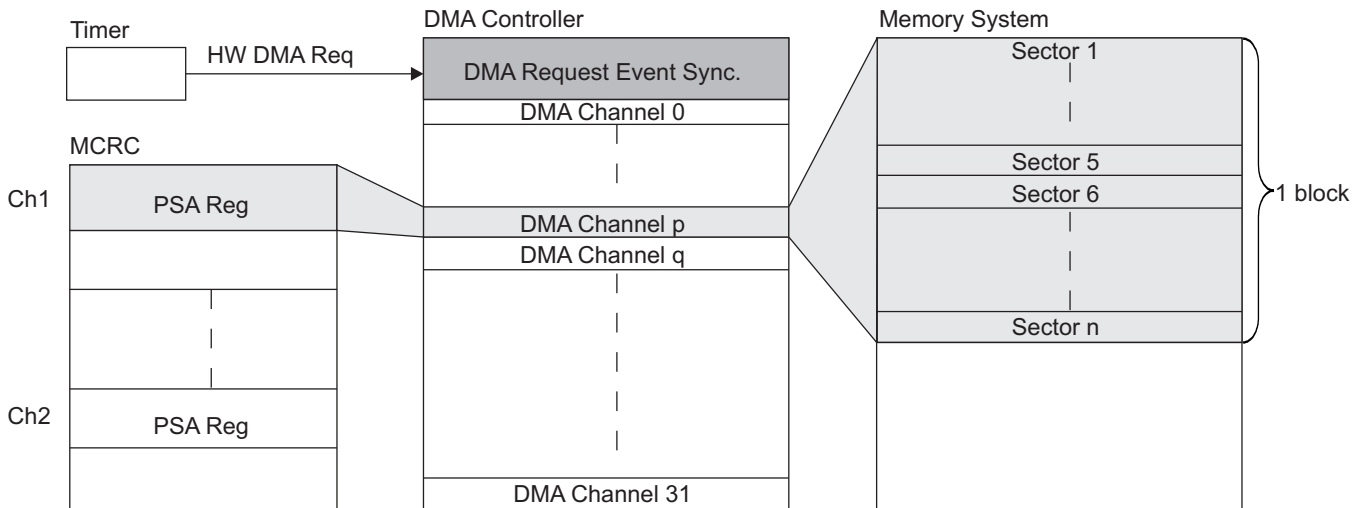 Timer
HW DMA Req
DMA Controller
DMA Request Event Sync.
DMA Channel 0
DMA Channel p
DMA Channel q
DMA Channel 31
MCRC
Ch1
PSA Reg
Ch2
PSA Reg
Memory System
Sector 1
Sector 5
Sector 6
Sector n
1 block